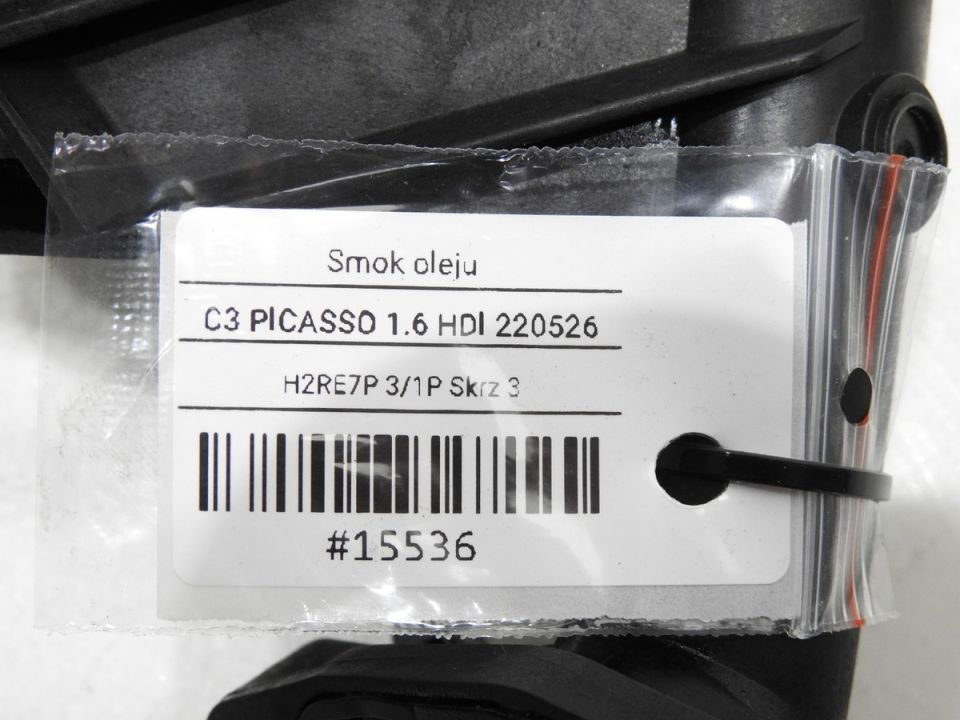 Smok oleju
C3 PICASSO 1.6 HDI 220526
H2RE7P 3/1P Skrz 3
#15536